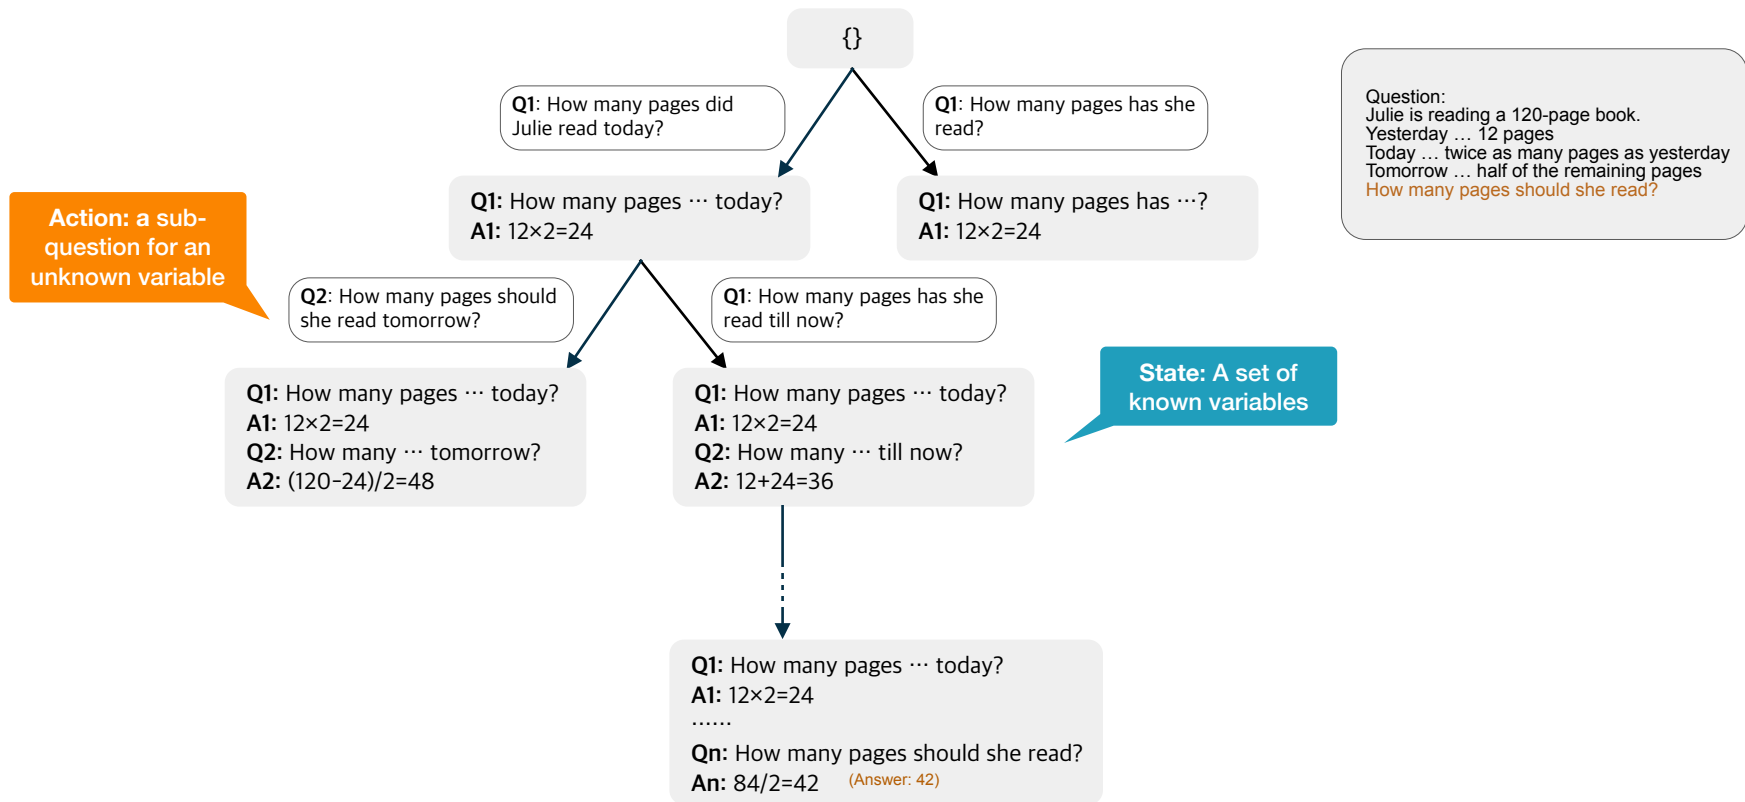 {}
Q1: How many pages did
Julie read today?
Q1: How many pages has she
read?
Question:
Julie is reading a 120-page book.
Yesterday … 12 pages
Today … twice as many pages as yesterday
Tomorrow … half of the remaining pages
How many pages should she read?
Action: a sub-
question for an
unknown variable
Q1: How many pages ⋯ today?
A1: 12×2=24
Q1: How many pages has ⋯?
A1: 12×2=24
Q2: How many pages should
she read tomorrow?
Q1: How many pages has she
read till now?
State: A set of
known variables
Q1: How many pages ⋯ today?
A1: 12×2=24
Q2: How many ⋯ tomorrow?
A2: (120−24)/2=48
Q1: How many pages ⋯ today?
A1: 12×2=24
Q2: How many ⋯ till now?
A2: 12+24=36
Q1: How many pages ⋯ today?
A1: 12×2=24
⋯⋯
Qn: How many pages should she read?
An: 84/2=42 (Answer: 42)